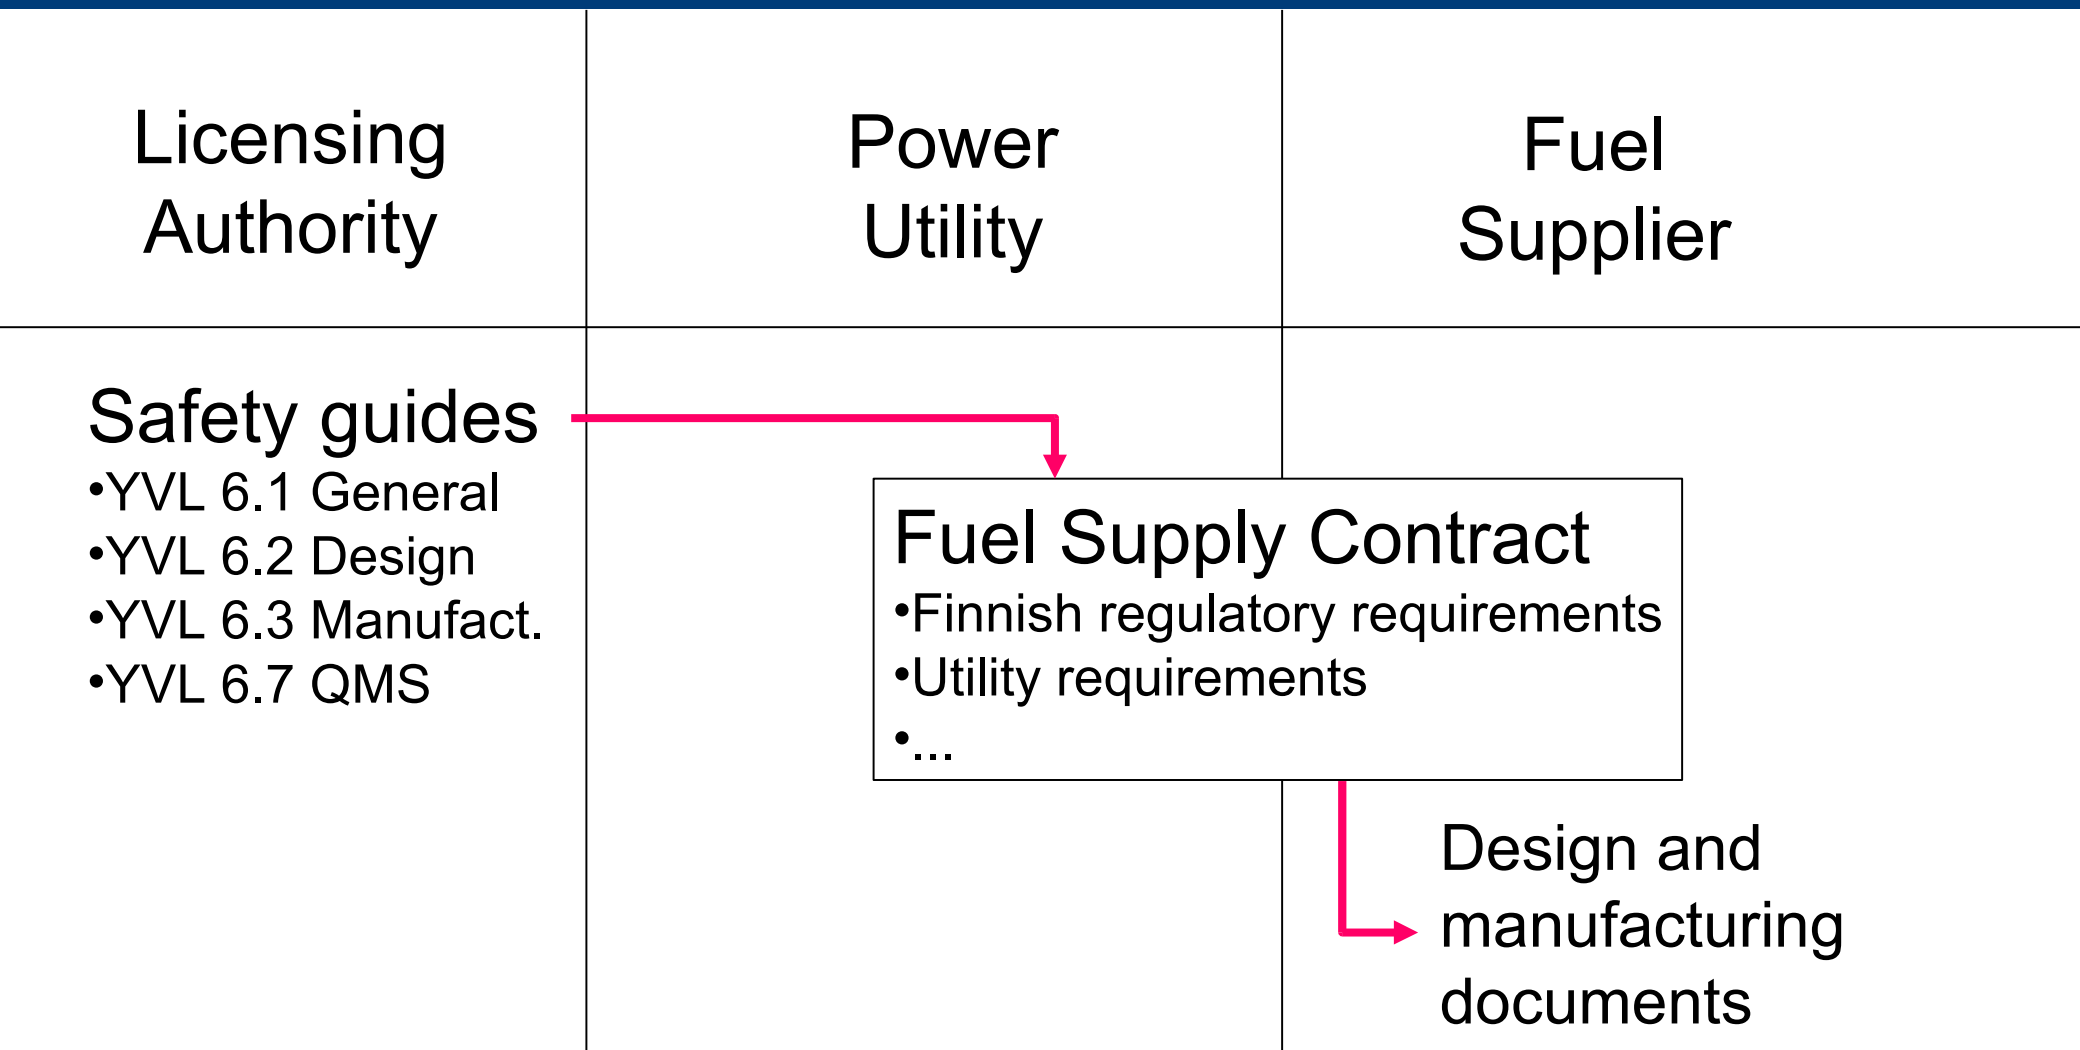 Licensing
Authority
Power
Utility
Fuel
Supplier
Safety guides
•YVL 6.1 General
•YVL 6.2 Design
•YVL 6.3 Manufact.
•YVL 6.7 QMS
Fuel Supply Contract
•Finnish regulatory requirements
•Utility requirements
•...
Design and
manufacturing
documents